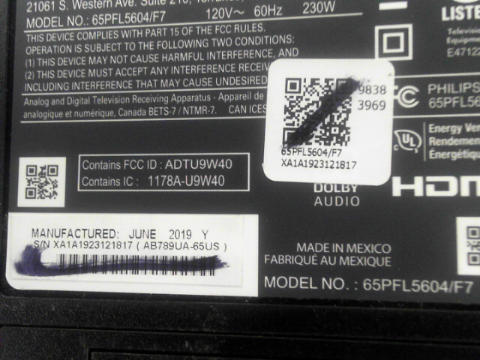 21061 S. Western Ave. Suite 210,
MODEL NO.: 65PFL5604/F7 120V~ 60Hz 230W
THIS DEVICE COMPLIES WITH PART 15 OF THE FCC RULES.
OPERATION IS SUBJECT TO THE FOLLOWING TWO CONDITIONS:
(1) THIS DEVICE MAY NOT CAUSE HARMFUL INTERFERENCE, AND
(2) THIS DEVICE MUST ACCEPT ANY INTERFERENCE
INCLUDING INTERFERENCE THAT MAY CAUSE UNDESIRED
Analog and Digital Television Receiving Apparatus - Appareil de
analogique et numérique, Canada BETS-7 / NTMR-7. CAN ICES
LISTE
E47122
9838
3969
65PFL5604/F7
XA1A1923121817
PHILIPS
65PFL5
UL
Energy Ver
Rendement
Énergétique
Contains FCC ID : ADTU9W40
Contains IC : 1178A-U9W40
DOLBY
AUDIO
HDMI
MANUFACTURED: JUNE 2019 Y
S/N XA1A1923121817 ( AB789UA-65US )
MADE IN MEXICO
FABRIQUÉ AU MEXIQUE
MODEL NO. : 65PFL5604/F7